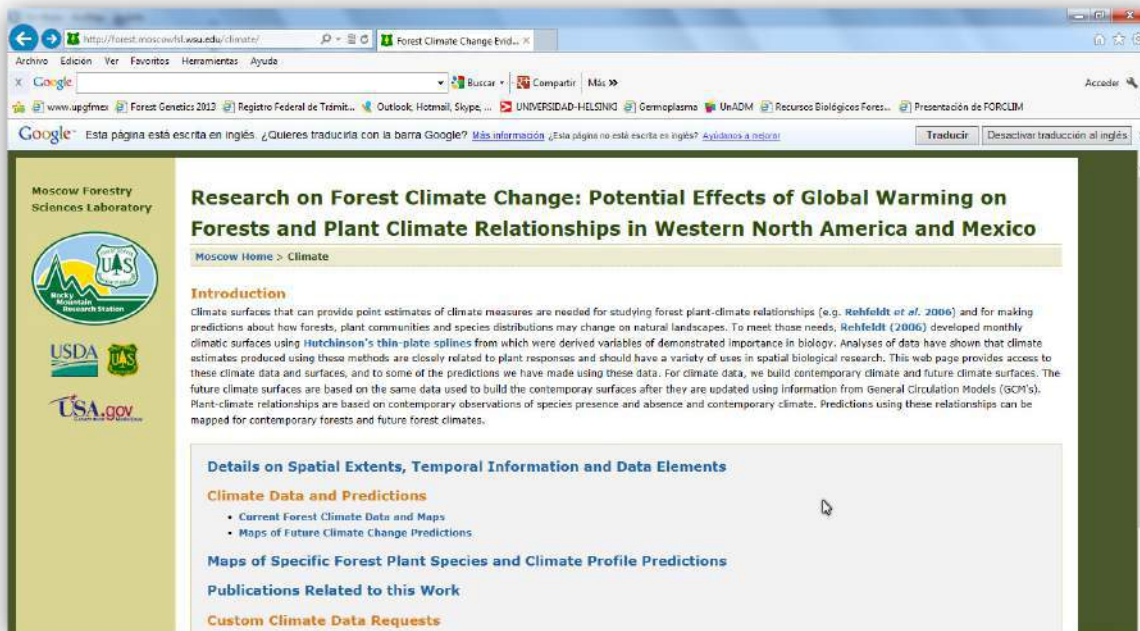 http://forest.moscowfsl.wsu.edu/climate/
Forest Climate Change Evid...
Archivo Edición Ver Favoritos Herramientas Ayuda
x Google Buscar Compartir Más »
Acceder
www.upgfmex Forest Genetics 2013 Registro Federal de Trámit... Outlook, Hotmail, Skype, ... UNIVERSIDAD-HELSINKI Germoplasma UnADM Recursos Biológicos Fores... Presentación de FORCLIM
Google Esta página está escrita en inglés. ¿Quieres traducirla con la barra Google? Más información ¿Esta página no está escrita en inglés? Ayúdanos a mejorar Traducir Desactivar traducción al inglés
Moscow Forestry
Sciences Laboratory
UAS
Rocky
Mountain
Research Station
USDA UAS
USA.gov
Research on Forest Climate Change: Potential Effects of Global Warming on
Forests and Plant Climate Relationships in Western North America and Mexico
Moscow Home > Climate
Introduction
Climate surfaces that can provide point estimates of climate measures are needed for studying forest plant-climate relationships (e.g. Rehfeldt et al. 2006) and for making
predictions about how forests, plant communities and species distributions may change on natural landscapes. To meet those needs, Rehfeldt (2006) developed monthly
climatic surfaces using Hutchinson's thin-plate splines from which were derived variables of demonstrated importance in biology. Analyses of data have shown that climate
estimates produced using these methods are closely related to plant responses and should have a variety of uses in spatial biological research. This web page provides access to
these climate data and surfaces, and to some of the predictions we have made using these data. For climate data, we build contemporary climate and future climate surfaces. The
future climate surfaces are based on the same data used to build the contemporay surfaces after they are updated using information from General Circulation Models (GCM's).
Plant-climate relationships are based on contemporary observations of species presence and absence and contemporary climate. Predictions using these relationships can be
mapped for contemporary forests and future forest climates.
Details on Spatial Extents, Temporal Information and Data Elements
Climate Data and Predictions
• Current Forest Climate Data and Maps
• Maps of Future Climate Change Predictions
Maps of Specific Forest Plant Species and Climate Profile Predictions
Publications Related to this Work
Custom Climate Data Requests